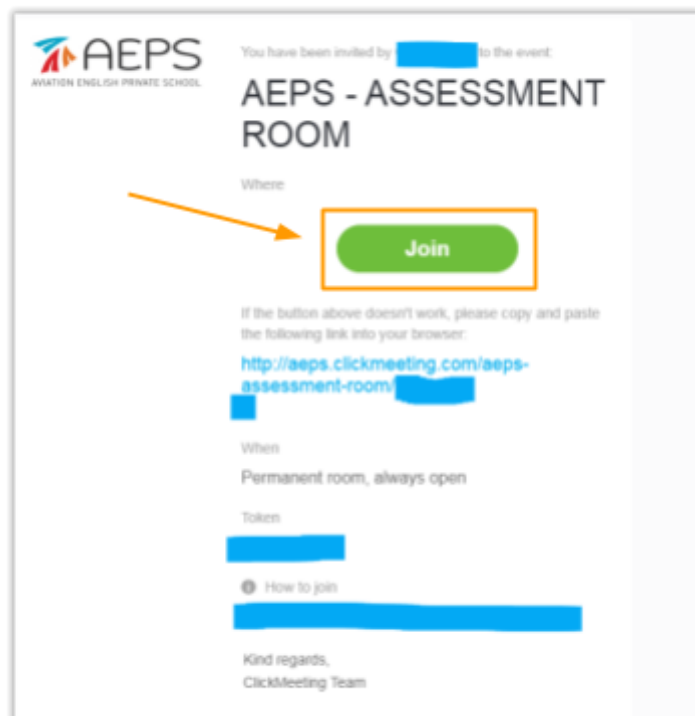 AEPS
AVIATION ENGLISH PRIVATE SCHOOL
You have been invited by
to the event:
AEPS - ASSESSMENT
ROOM
Where
Join
If the button above doesn't work, please copy and paste
the following link into your browser:
http://aeps.clickmeeting.com/aeps-
assessment-room/
When
Permanent room, always open
Token
How to join
Kind regards,
ClickMeeting Team